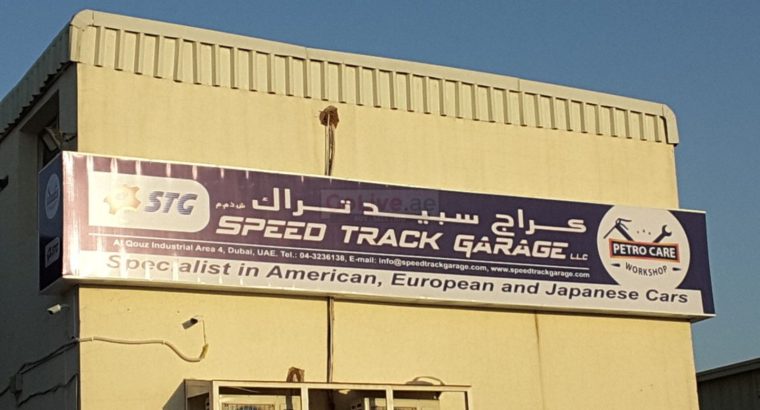 STG
كراج سبيد تراك ش.ذ.م.م
SPEED TRACK GARAGE LLC
Al Qouz Industrial Area 4, Dubai, UAE. Tel.: 04-3236138, E-mail: info@speedtrackgarage.com, www.speedtrackgarage.com
Specialist in American, European and Japanese Cars
PETRO CARE
WORKSHOP